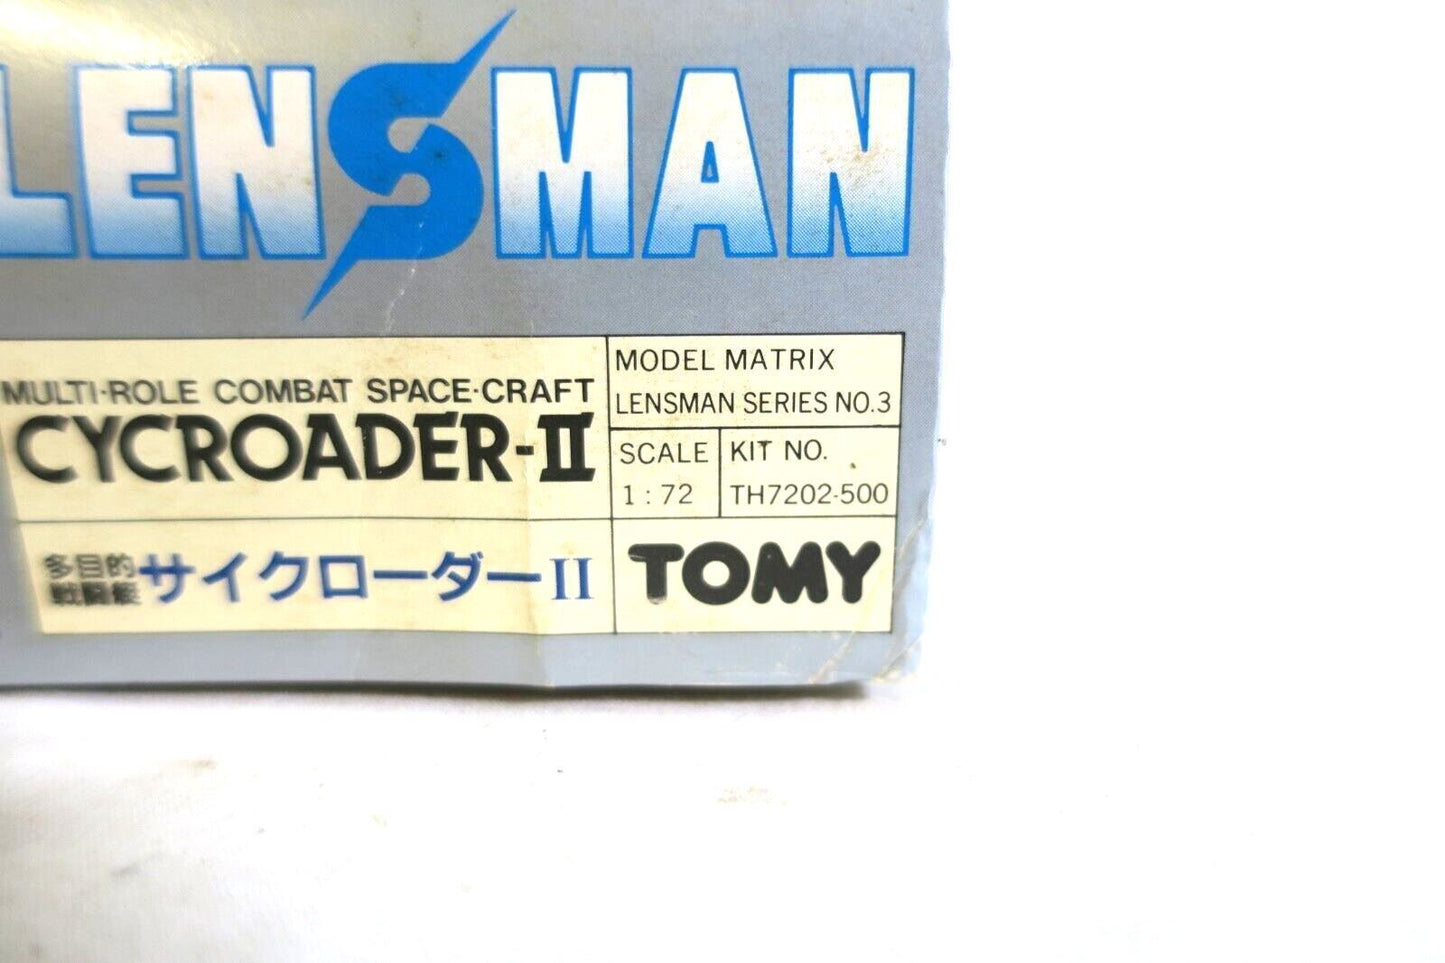 LENSMAN
MULTI-ROLE COMBAT SPACE·CRAFT
CYCROADER-II
多目的
戦闘艇
サイクローダーII
MODEL MATRIX
LENSMAN SERIES NO.3
SCALE
1:72
KIT NO.
TH7202-500
TOMY